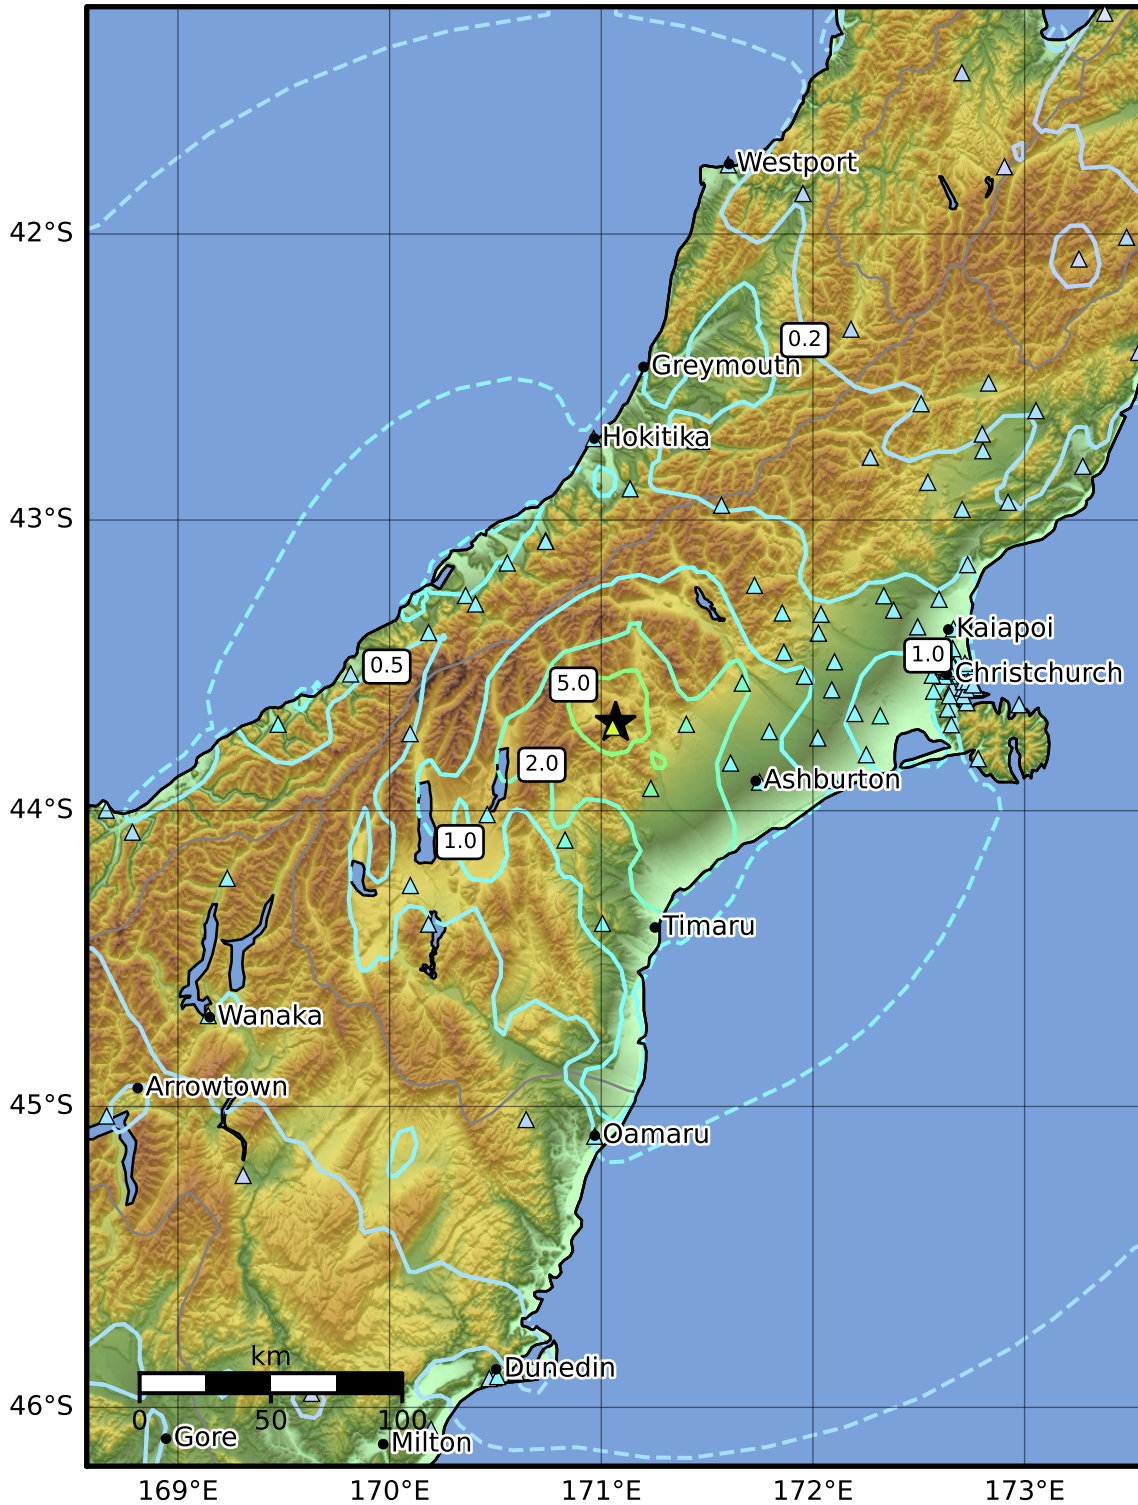 Westport
42°S
0.2
Greymouth
Hokitika
43°S
Kaiapoi
1.0
0.5
Christchurch
5.0
2.0
Ashburton
44°S
1.0
Timaru
Wanaka
Arrowtown
45°S
Oamaru
km
Dunedin
46°S
0 50 100
Gore
Milton
169°E 170°E 171°E 172°E 173°E